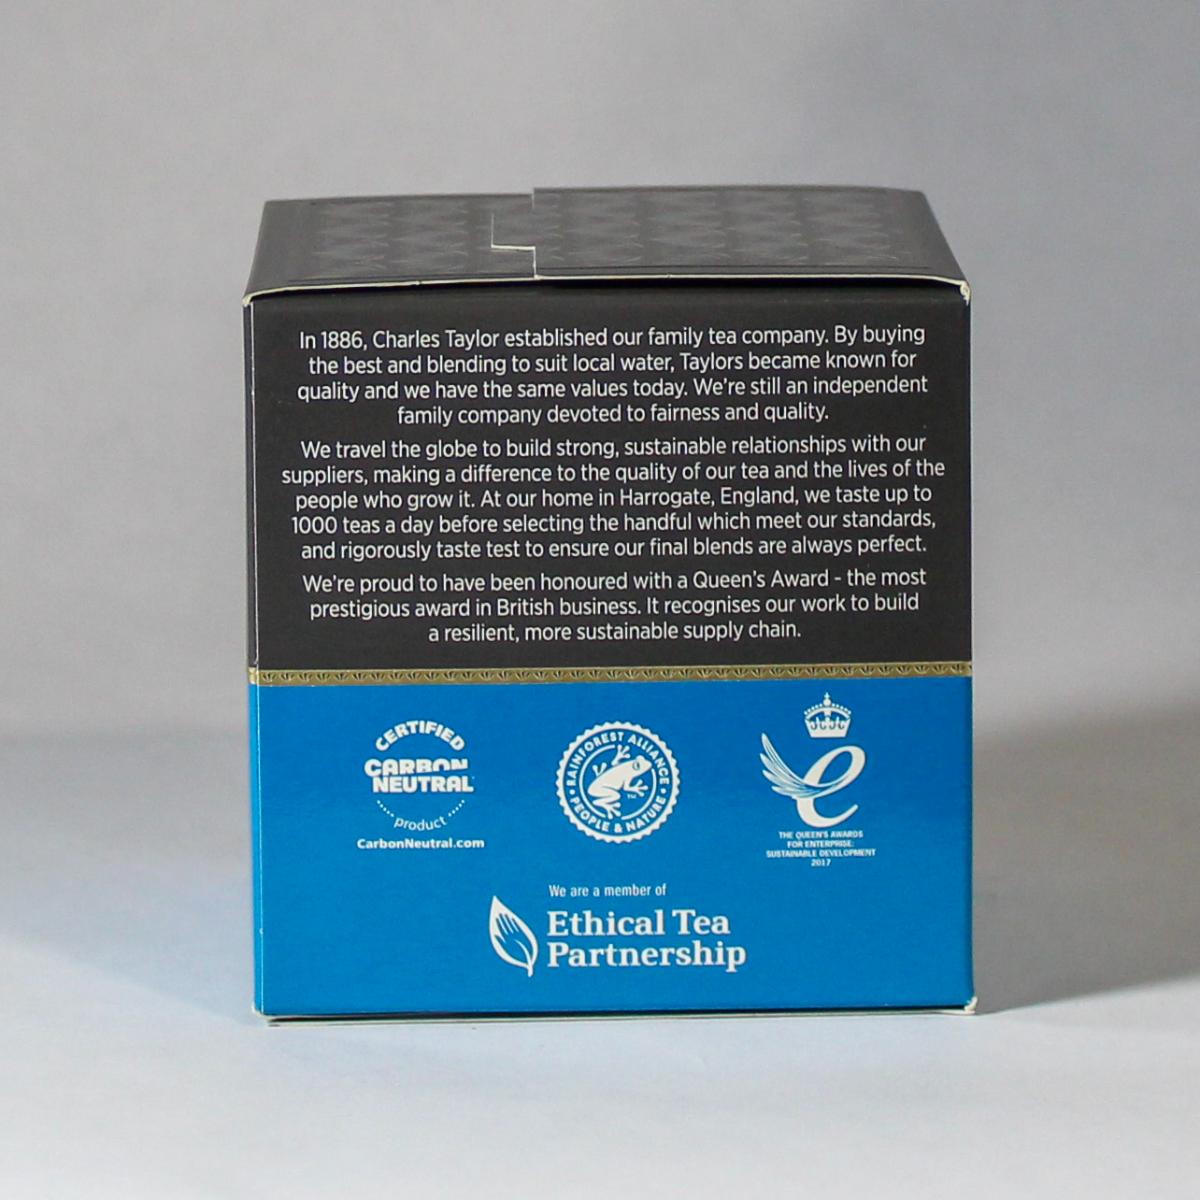 In 1886, Charles Taylor established our family tea company. By buying
the best and blending to suit local water, Taylors became known for
quality and we have the same values today. We're still an independent
family company devoted to fairness and quality.
We travel the globe to build strong, sustainable relationships with our
suppliers, making a difference to the quality of our tea and the lives of the
people who grow it. At our home in Harrogate, England, we taste up to
1000 teas a day before selecting the handful which meet our standards,
and rigorously taste test to ensure our final blends are always perfect.
We're proud to have been honoured with a Queen's Award - the most
prestigious award in British business. It recognises our work to build
a resilient, more sustainable supply chain.
CERTIFIED
CARBON
NEUTRAL
product
CarbonNeutral.com
RAINFOREST ALLIANCE
PEOPLE & NATURE
TM
e
THE QUEEN'S AWARDS
FOR ENTERPRISE:
SUSTAINABLE DEVELOPMENT
2017
We are a member of
Ethical Tea
Partnership